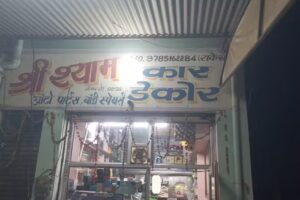 मो. 9785162284 (राकेश)
श्री श्याम कार
डेकोर
ऑटो पार्ट्स, बॉडी स्पेयर्स